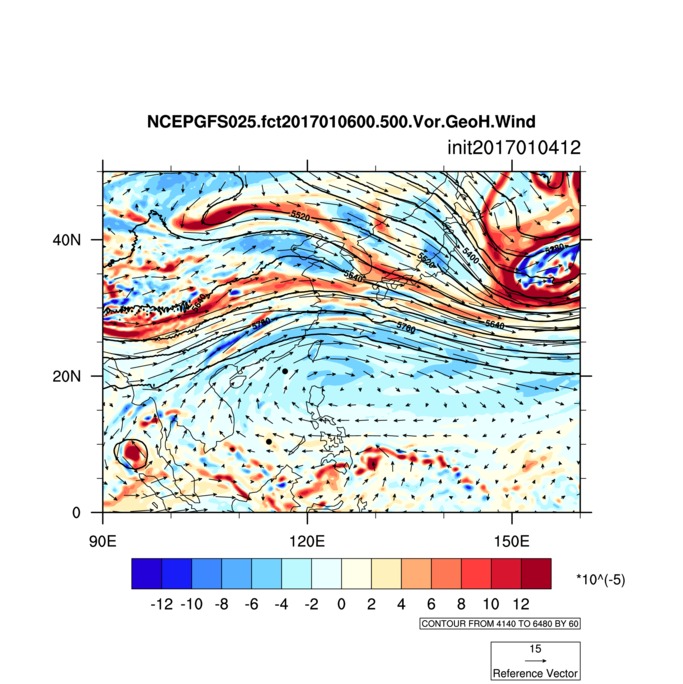 NCEPGFS025.fct2017010600.500.Vor.GeoH.Wind
init2017010412
5520
5280
40N
5400
5640
5640
5760
5760
20N
0
90E 120E 150E
-12 -10 -8 -6 -4 -2 0 2 4 6 8 10 12
*10^(-5)
CONTOUR FROM 4140 TO 6480 BY 60
15
Reference Vector